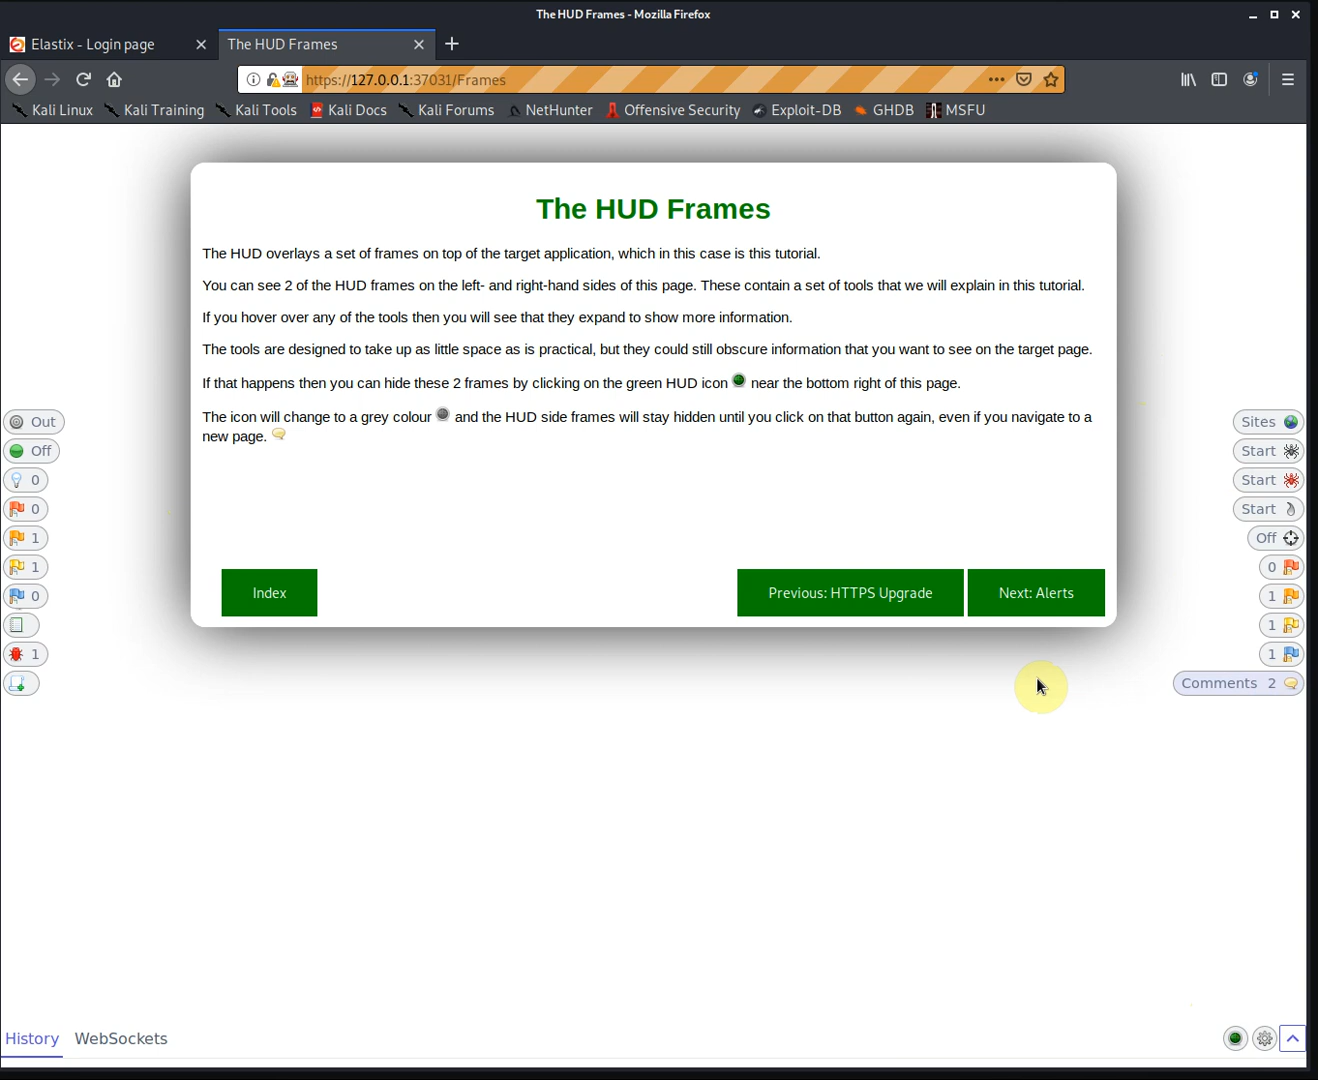 The HUD Frames - Mozilla Firefox
Elastix - Login page
The HUD Frames
https://127.0.0.1:37031/Frames
Kali Linux Kali Training Kali Tools Kali Docs Kali Forums NetHunter Offensive Security Exploit-DB GHDB MSFU
The HUD Frames
The HUD overlays a set of frames on top of the target application, which in this case is this tutorial.
You can see 2 of the HUD frames on the left- and right-hand sides of this page. These contain a set of tools that we will explain in this tutorial.
If you hover over any of the tools then you will see that they expand to show more information.
The tools are designed to take up as little space as is practical, but they could still obscure information that you want to see on the target page.
If that happens then you can hide these 2 frames by clicking on the green HUD icon near the bottom right of this page.
The icon will change to a grey colour and the HUD side frames will stay hidden until you click on that button again, even if you navigate to a
new page.
Out
Off
0
0
1
1
0
1
Sites
Start
Start
Start
Off
0
1
1
1
Comments 2
Index
Previous: HTTPS Upgrade
Next: Alerts
History WebSockets